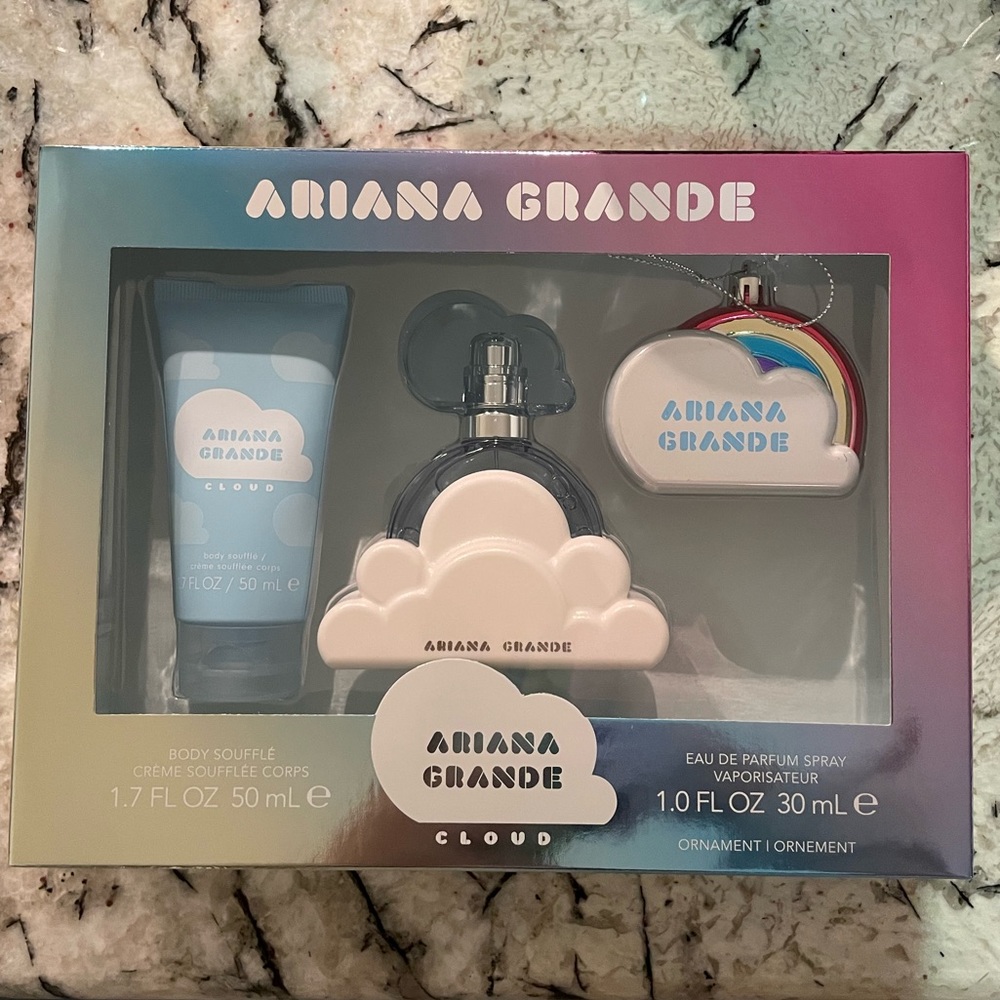 ARIANA GRANDE
ARIANA
GRANDE
CLOUD
body soufflé /
crème soufflée corps
7 FL OZ / 50 mL e
ARIANA GRANDE
ARIANA
GRANDE
BODY SOUFFLÉ
CRÈME SOUFFLÉE CORPS
1.7 FL OZ 50 mL e
ARIANA
GRANDE
CLOUD
EAU DE PARFUM SPRAY
VAPORISATEUR
1.0 FL OZ 30 mL e
ORNAMENT | ORNEMENT